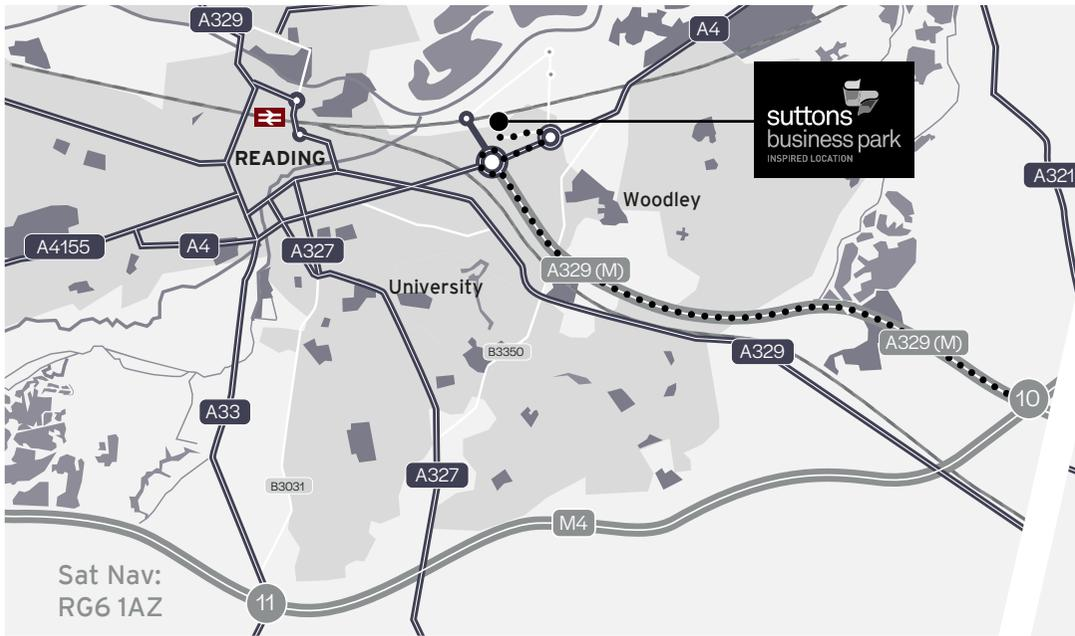 A329
A4
suttons
business park
INSPIRED LOCATION
READING
A321
Woodley
A4155
A4
A327
A329 (M)
University
A329 (M)
B3350
A329
10
A33
A327
B3031
M4
Sat Nav:
RG6 1AZ
11